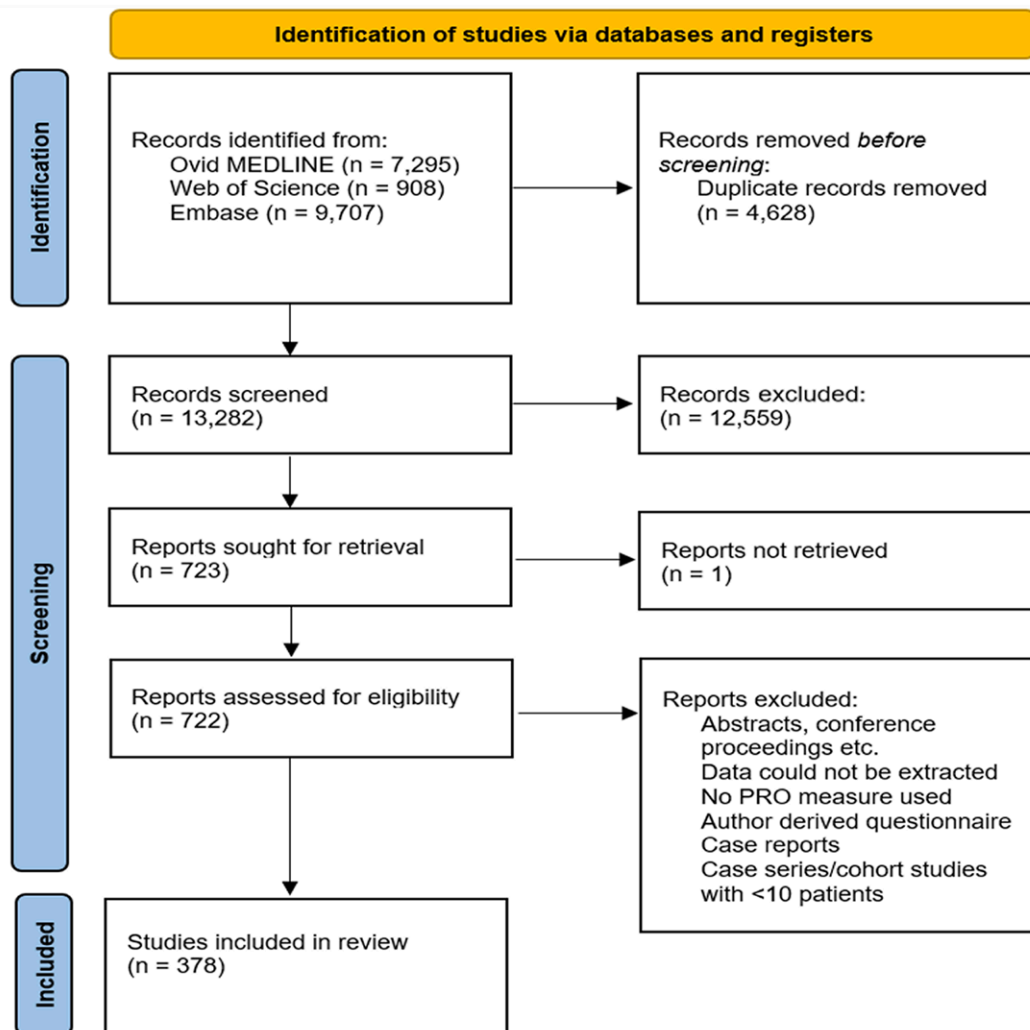 Identification of studies via databases and registers
Identification
Records identified from:
Ovid MEDLINE (n = 7,295)
Web of Science (n = 908)
Embase (n = 9,707)
Records removed before
screening:
Duplicate records removed
(n = 4,628)
Screening
Records screened
(n = 13,282)
Records excluded:
(n = 12,559)
Reports sought for retrieval
(n = 723)
Reports not retrieved
(n = 1)
Reports assessed for eligibility
(n = 722)
Reports excluded:
Abstracts, conference
proceedings etc.
Data could not be extracted
No PRO measure used
Author derived questionnaire
Case reports
Case series/cohort studies
with <10 patients
Included
Studies included in review
(n = 378)